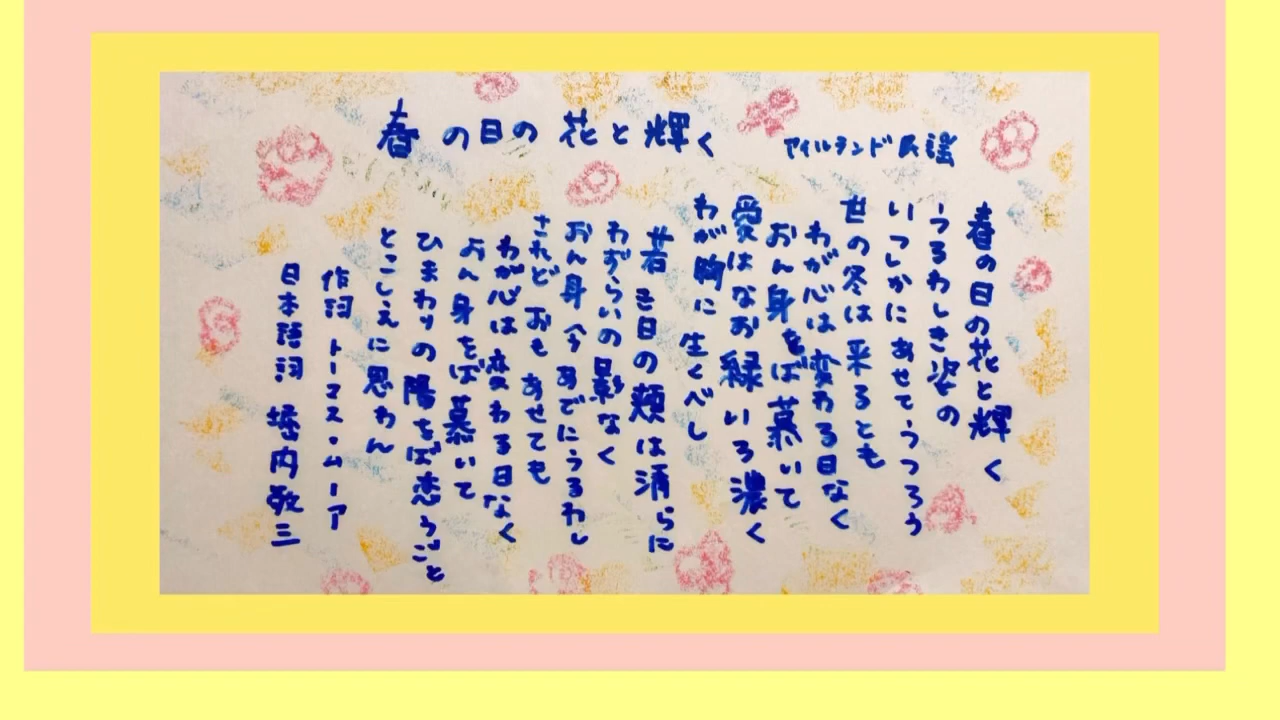 春の日の花と輝く
アイルランド民謡
春の日の花と輝く
うるわしき姿の
いつしかにあせてうつろう
世の冬は来るとも
わが心は変わる日なく
おん身をば慕いて
愛はなお緑いろ濃く
わが胸に生くべし
若き日の頬は清らに
わずらいの影なく
おん身今あでにうるわし
されどおもあせても
わが心は変わる日なく
おん身をば慕いて
ひまわりの陽をば恋うごと
とこしえに思わん
作詞 トーマス・ムーア
日本語詞 堀内敬三